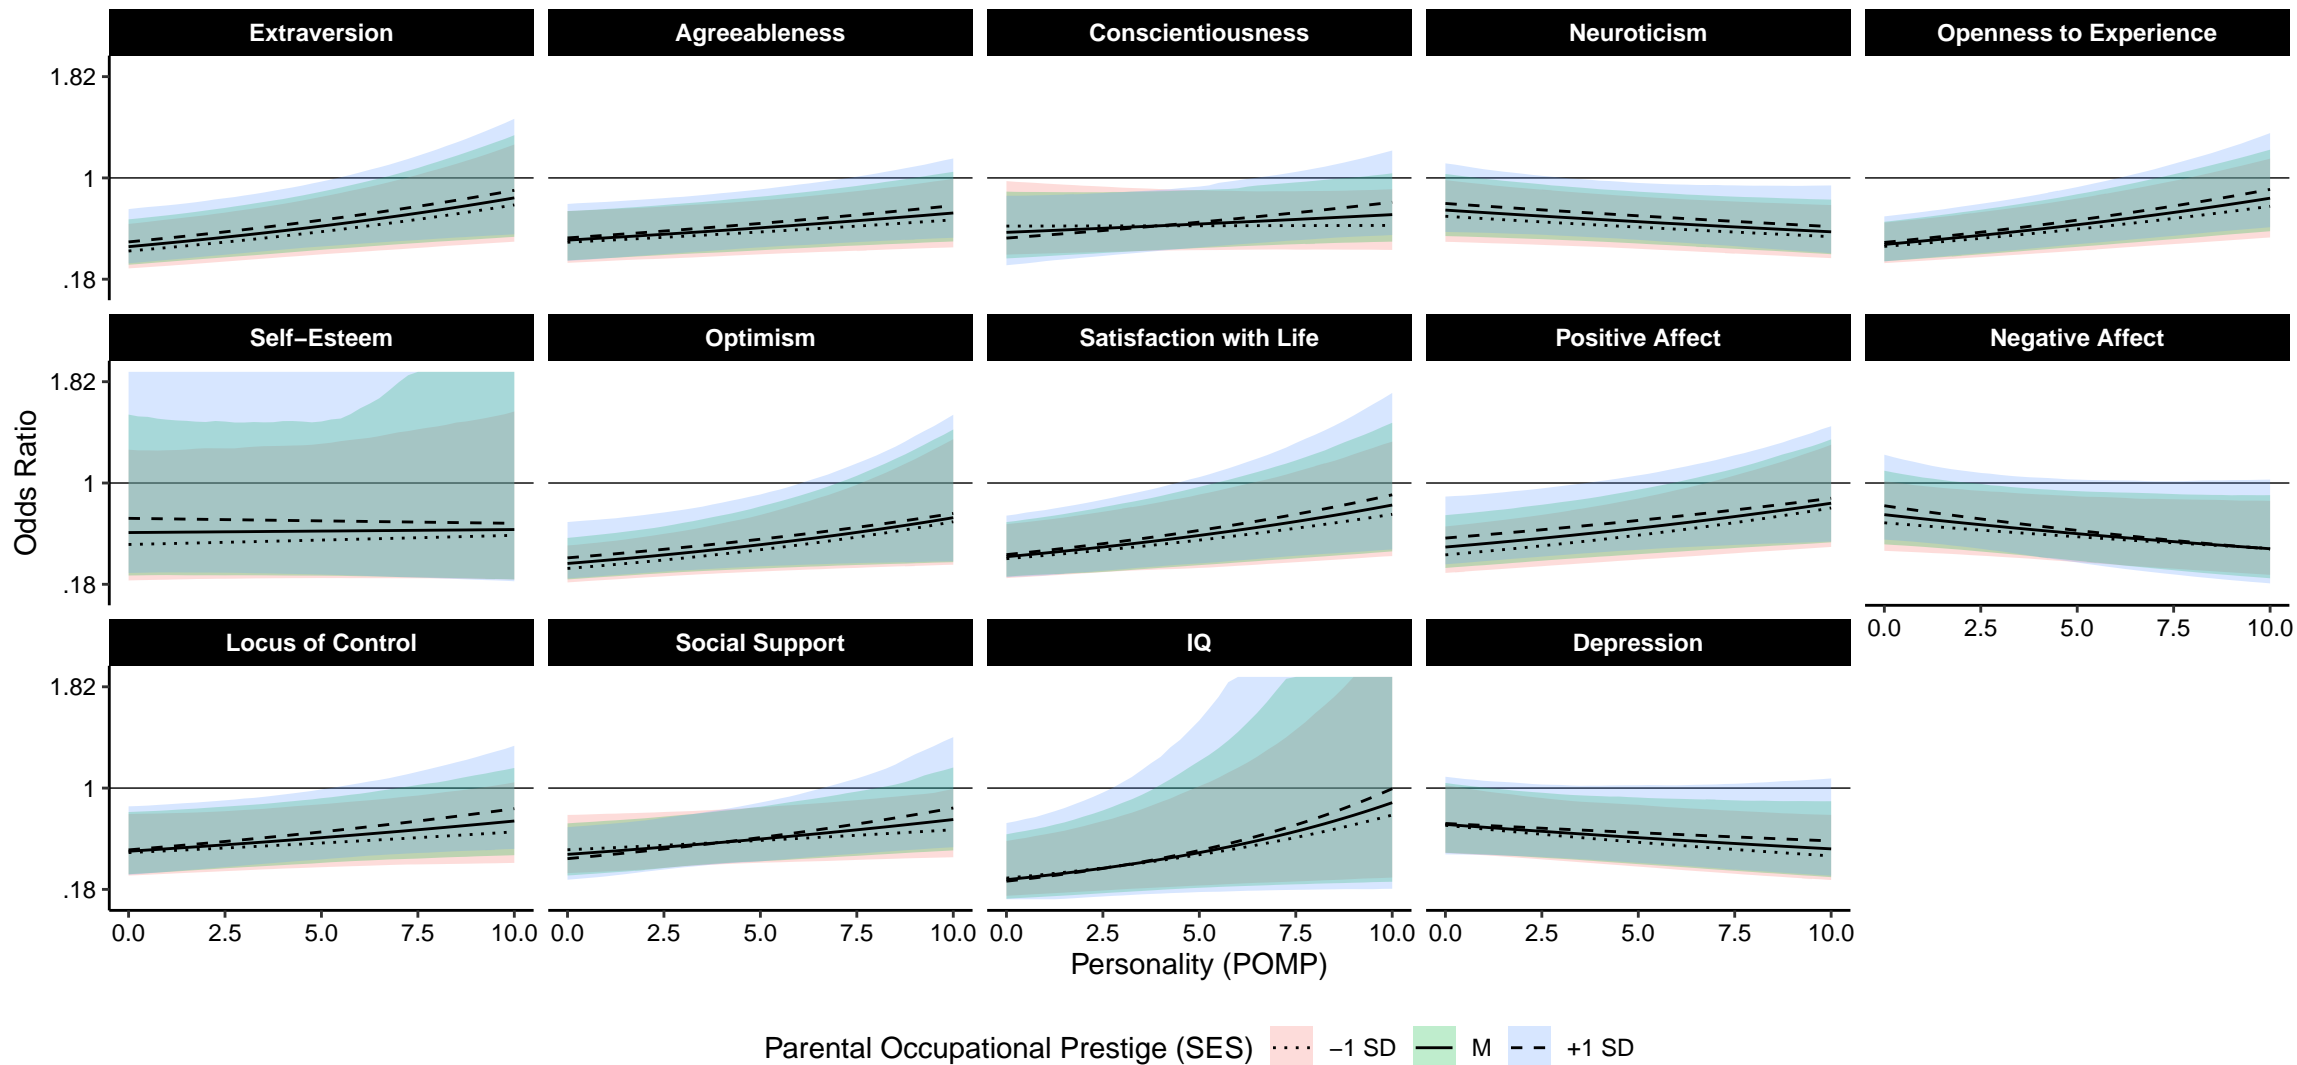 Extraversion
Agreeableness
Conscientiousness
Neuroticism
Openness to Experience
1.82
1
.18
Self−Esteem
Optimism
Satisfaction with Life
Positive Affect
Negative Affect
1.82
1
.18
0.0 2.5 5.0 7.5 10.0
Odds Ratio
Locus of Control
Social Support
IQ
Depression
1.82
1
.18
0.0 2.5 5.0 7.5 10.0
0.0 2.5 5.0 7.5 10.0
0.0 2.5 5.0 7.5 10.0
0.0 2.5 5.0 7.5 10.0
Personality (POMP)
Parental Occupational Prestige (SES) −1 SD M +1 SD